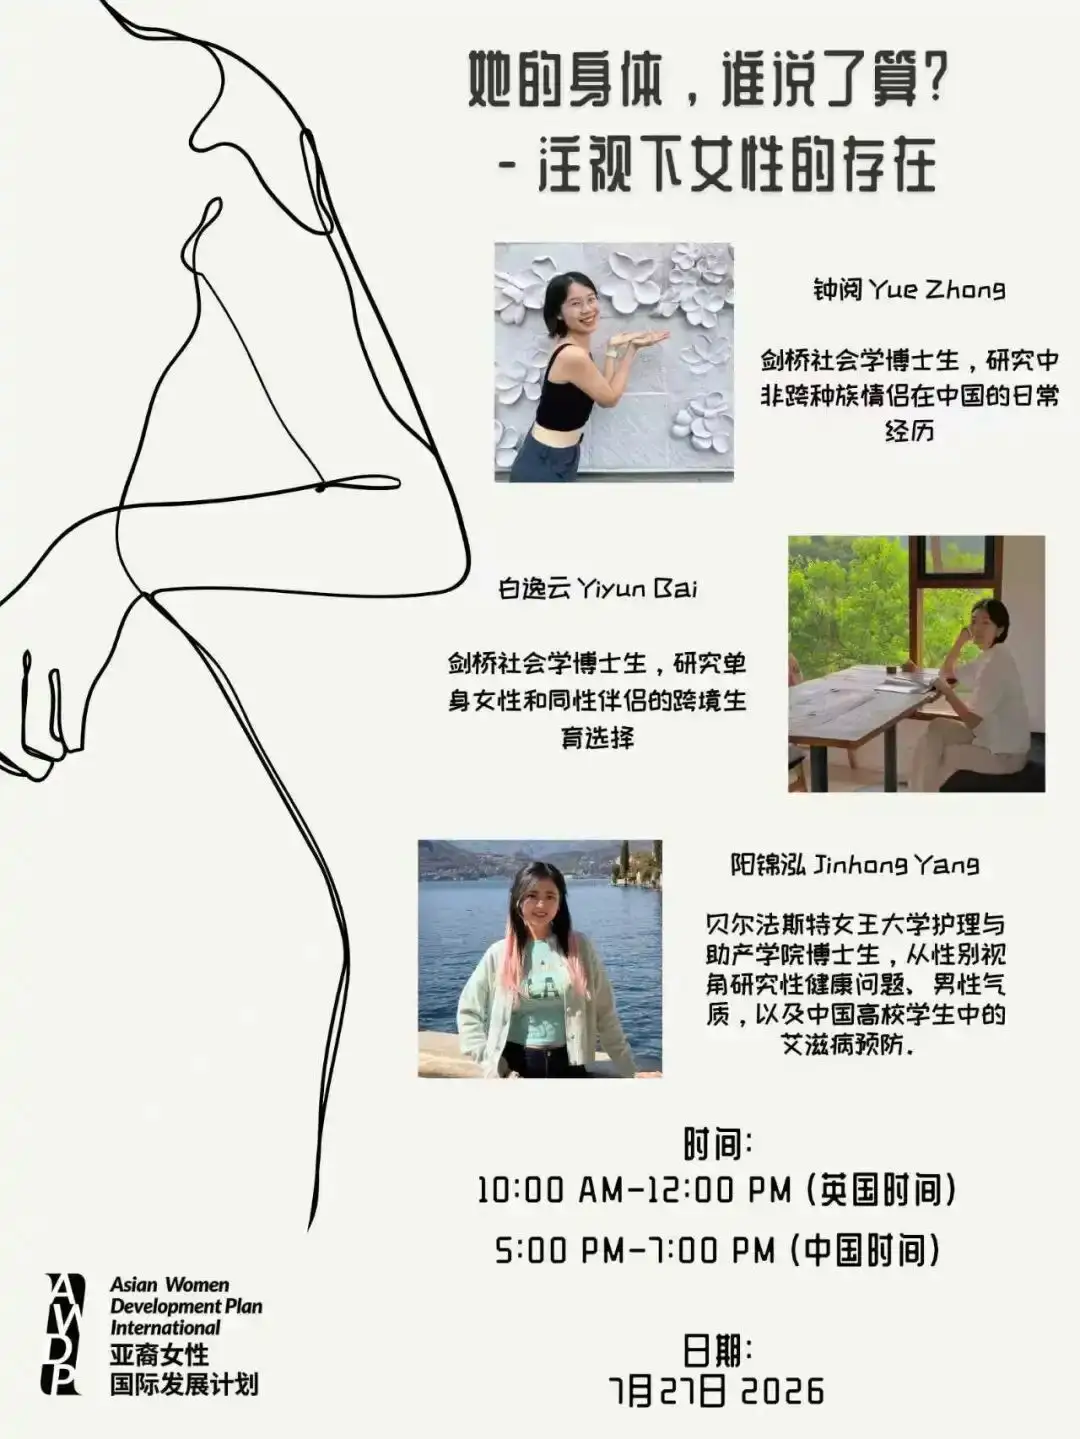 她的身体，谁说了算？
- 注视下女性的存在
钟阅 Yue Zhong
剑桥社会学博士生，研究中
非跨种族情侣在中国的日常
经历
白逸云 Yiyun Bai
剑桥社会学博士生，研究单
身女性和同性伴侣的跨境生
育选择
阳锦泓 Jinhong Yang
贝尔法斯特女王大学护理与
助产学院博士生，从性别视
角研究性健康问题、男性气
质，以及中国高校学生中的
艾滋病预防.
时间:
10:00 AM-12:00 PM (英国时间)
5:00 PM-7:00 PM (中国时间)
日期:
7月27日 2026
AWDP
Asian Women
Development Plan
International
亚裔女性
国际发展计划